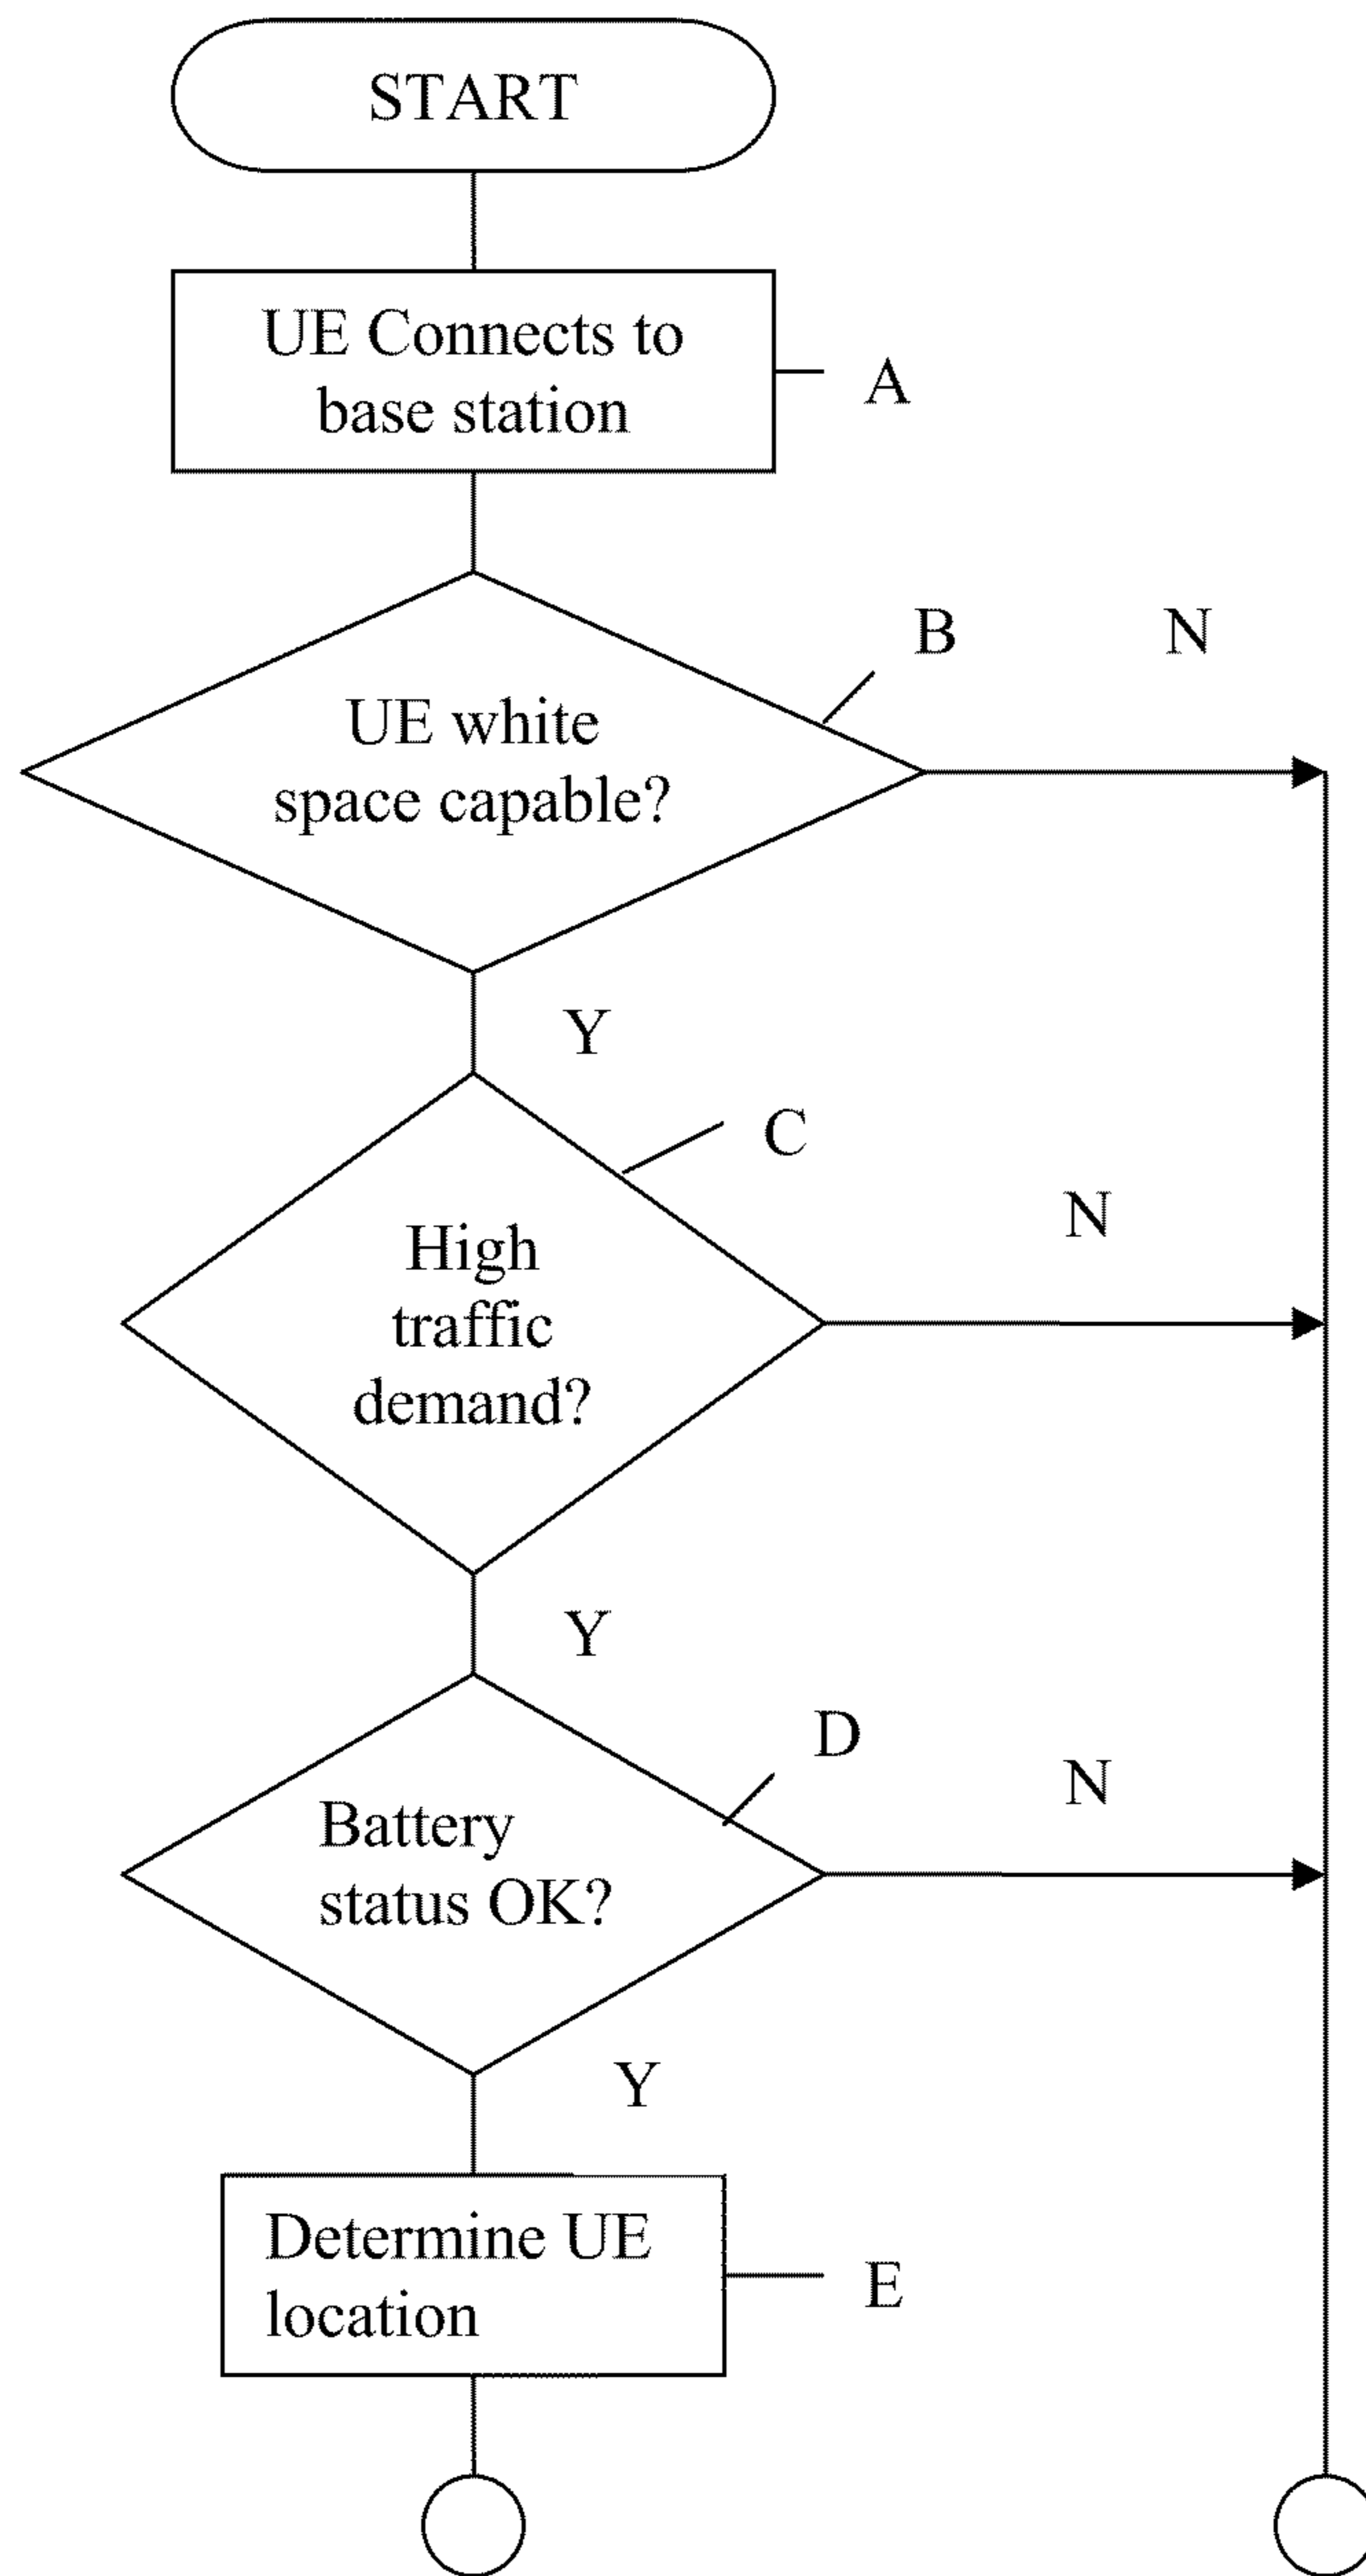 START
UE Connects to
base station
A
B
N
UE white
space capable?
Y
C
N
High
traffic
demand?
Y
D
N
Battery
status OK?
Y
Determine UE
location
E